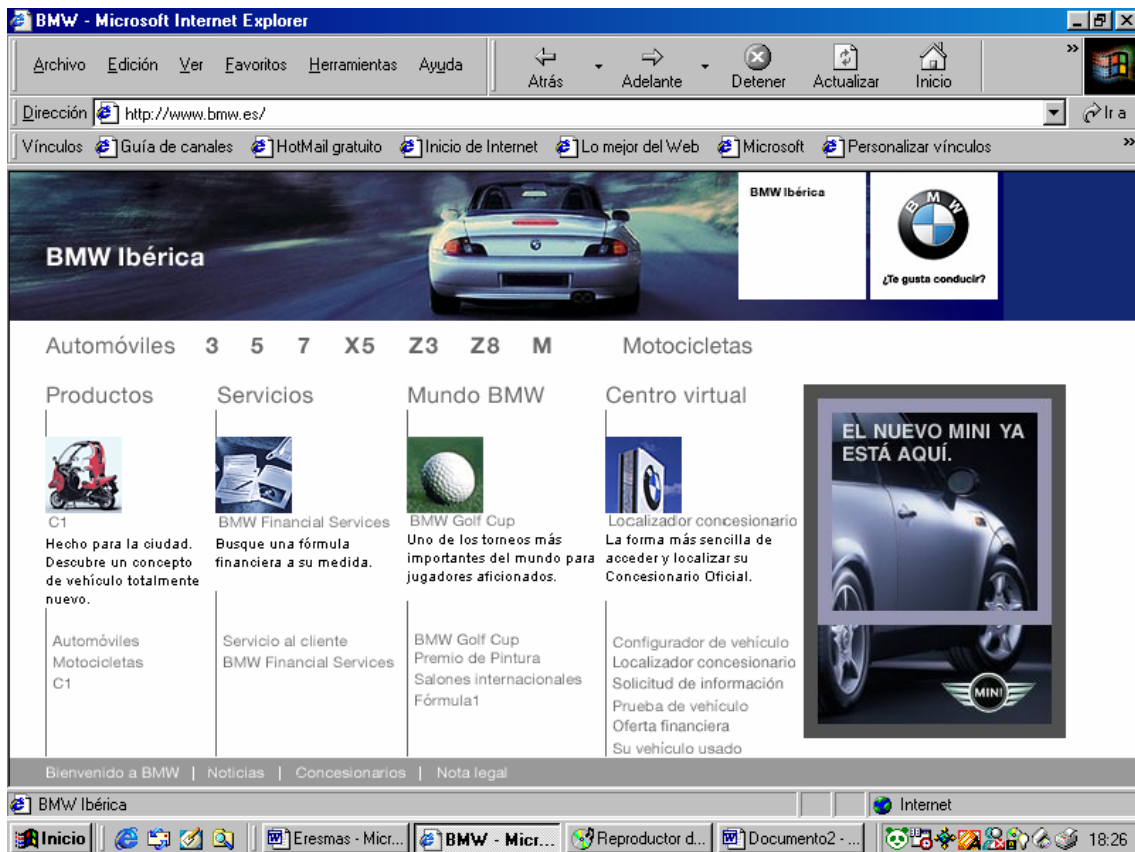 BMW - Microsoft Internet Explorer
Archivo Edición Ver Favoritos Herramientas Ayuda
Atrás Adelante Detener Actualizar Inicio
Dirección http://www.bmw.es/ Ir a
Vínculos Guía de canales HotMail gratuito Inicio de Internet Lo mejor del Web Microsoft Personalizar vínculos
BMW Ibérica
BMW Ibérica
BMW
¿Te gusta conducir?
Automóviles 3 5 7 X5 Z3 Z8 M Motocicletas
Productos
C1
Hecho para la ciudad.
Descubre un concepto
de vehículo totalmente
nuevo.
Automóviles
Motocicletas
C1
Servicios
BMW Financial Services
Busque una fórmula
financiera a su medida.
Servicio al cliente
BMW Financial Services
Mundo BMW
BMW Golf Cup
Uno de los torneos más
importantes del mundo para
jugadores aficionados.
BMW Golf Cup
Premio de Pintura
Salones internacionales
Fórmula1
Centro virtual
Localizador concesionario
La forma más sencilla de
acceder y localizar su
Concesionario Oficial.
Configurador de vehículo
Localizador concesionario
Solicitud de información
Prueba de vehículo
Oferta financiera
Su vehículo usado
EL NUEVO MINI YA
ESTÁ AQUÍ.
MINI
Bienvenido a BMW | Noticias | Concesionarios | Nota legal
BMW Ibérica Internet
Inicio Eresmas - Micr... BMW - Micr... Reproductor d... Documento2 - ... 18:26